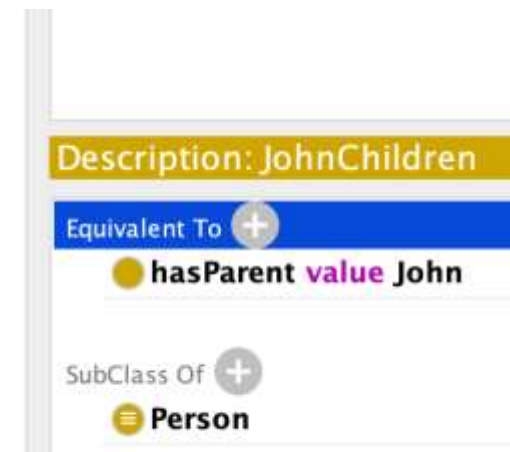 Description: JohnChildren
Equivalent To
hasParent value John
SubClass Of
Person